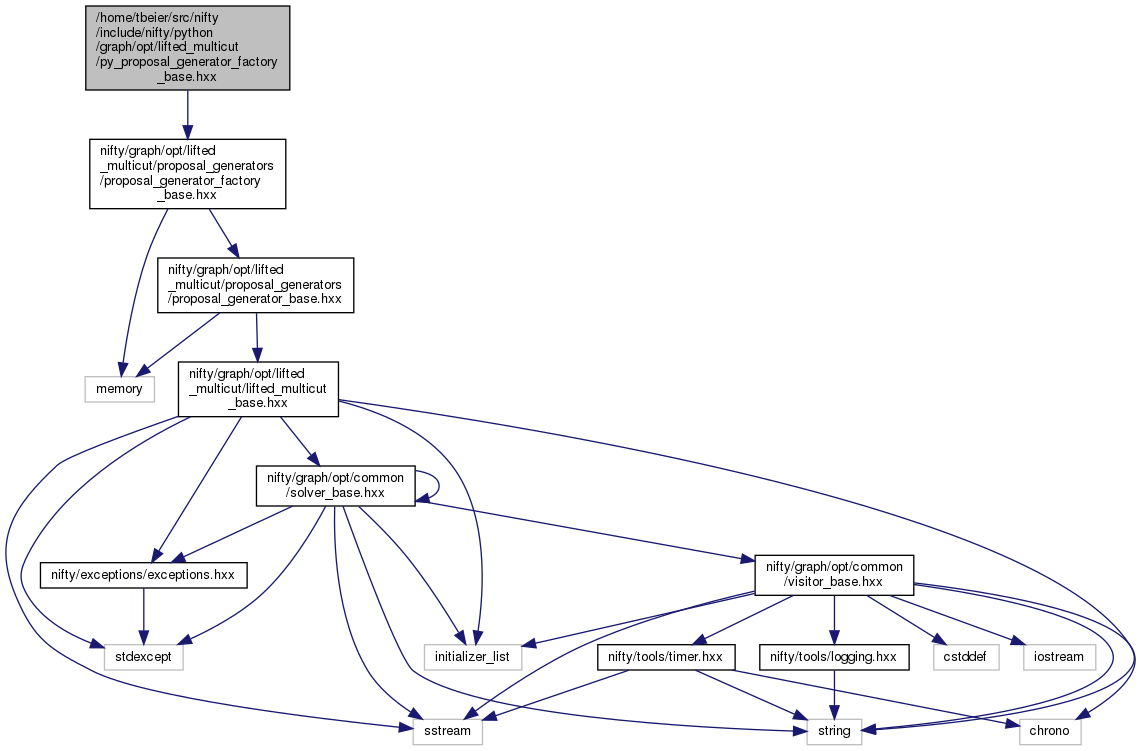 /home/tbeier/src/nifty
/include/nifty/python
/graph/opt/lifted_multicut
/py_proposal_generator_factory
_base.hxx
nifty/graph/opt/lifted
_multicut/proposal_generators
/proposal_generator_factory
_base.hxx
nifty/graph/opt/lifted
_multicut/proposal_generators
/proposal_generator_base.hxx
memory
nifty/graph/opt/lifted
_multicut/lifted_multicut
_base.hxx
nifty/graph/opt/common
/solver_base.hxx
nifty/exceptions/exceptions.hxx
nifty/graph/opt/common
/visitor_base.hxx
stdexcept
initializer_list
nifty/tools/timer.hxx
nifty/tools/logging.hxx
cstddef
iostream
sstream
string
chrono